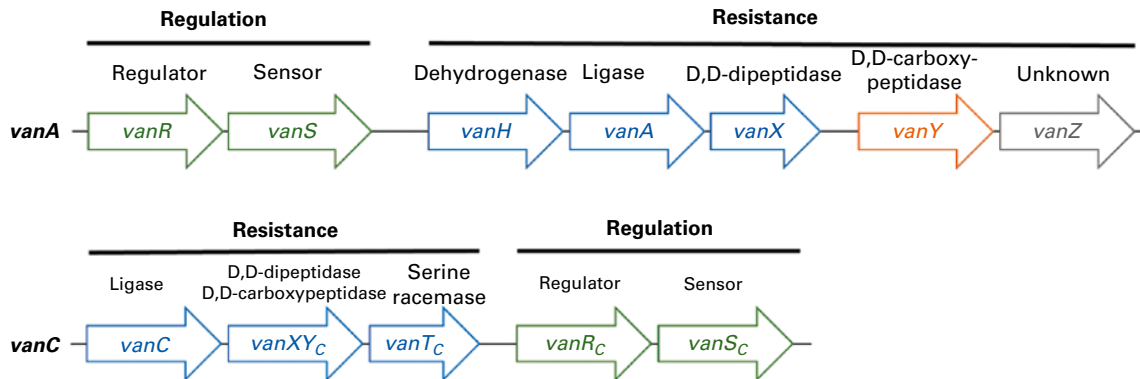 Regulation Resistance
Regulator Sensor Dehydrogenase Ligase D,D-dipeptidase D,D-carboxy-
peptidase Unknown
vanA vanR vanS vanH vanA vanX vanY vanZ
Resistance Regulation
Ligase D,D-dipeptidase
D,D-carboxypeptidase Serine
racemase Regulator Sensor
vanC vanC vanXYC vanTC vanRC vanSC